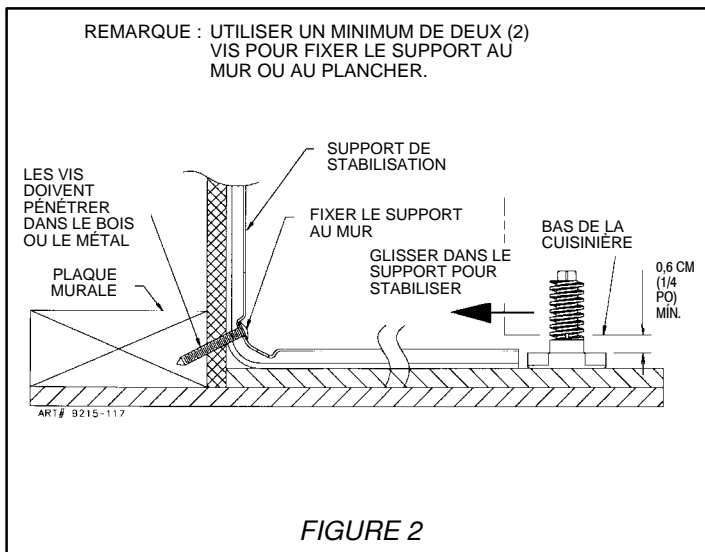 REMARQUE : UTILISER UN MINIMUM DE DEUX (2)
VIS POUR FIXER LE SUPPORT AU
MUR OU AU PLANCHER.
SUPPORT DE
STABILISATION
LES VIS
DOIVENT
PÉNÉTRER
DANS LE BOIS
OU LE MÉTAL
FIXER LE SUPPORT
AU MUR
BAS DE LA
CUISINIÈRE
GLISSER DANS LE
SUPPORT POUR
STABILISER
0,6 CM
(1/4
PO)
MÍN.
PLAQUE
MURALE
ART# 9215-117
FIGURE 2